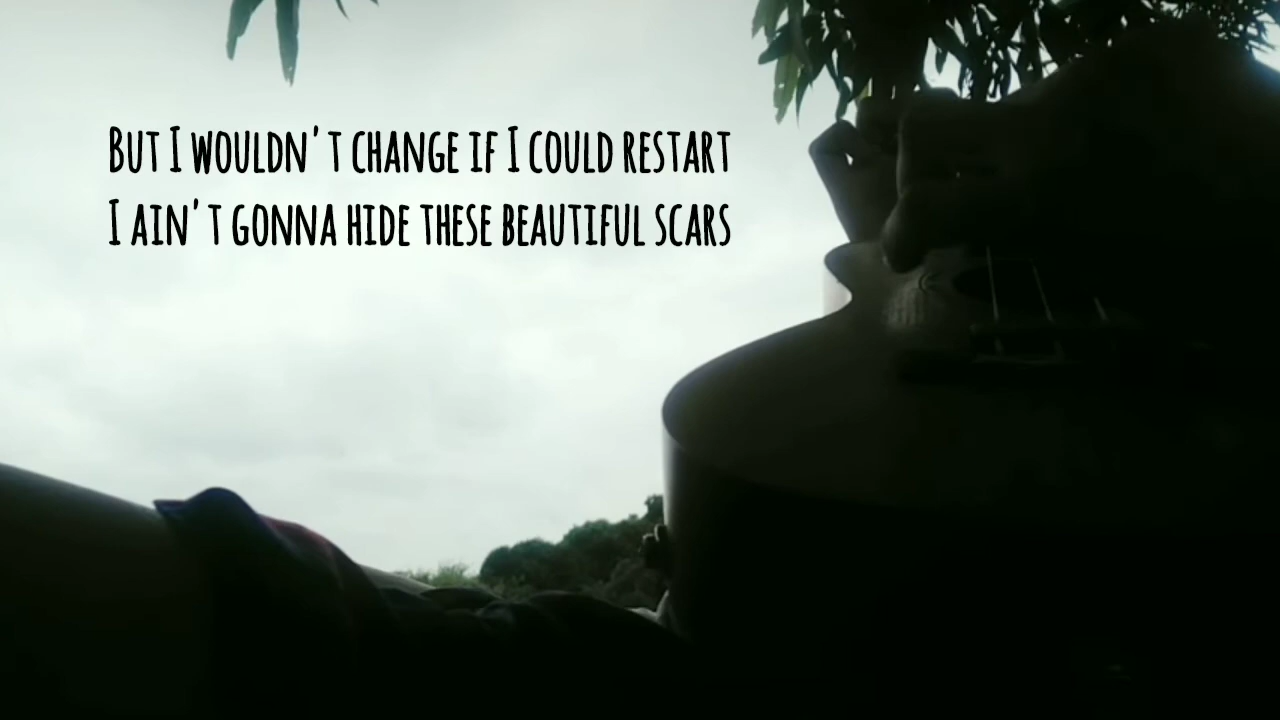 But I wouldn't change if I could restart
I ain't gonna hide these beautiful scars